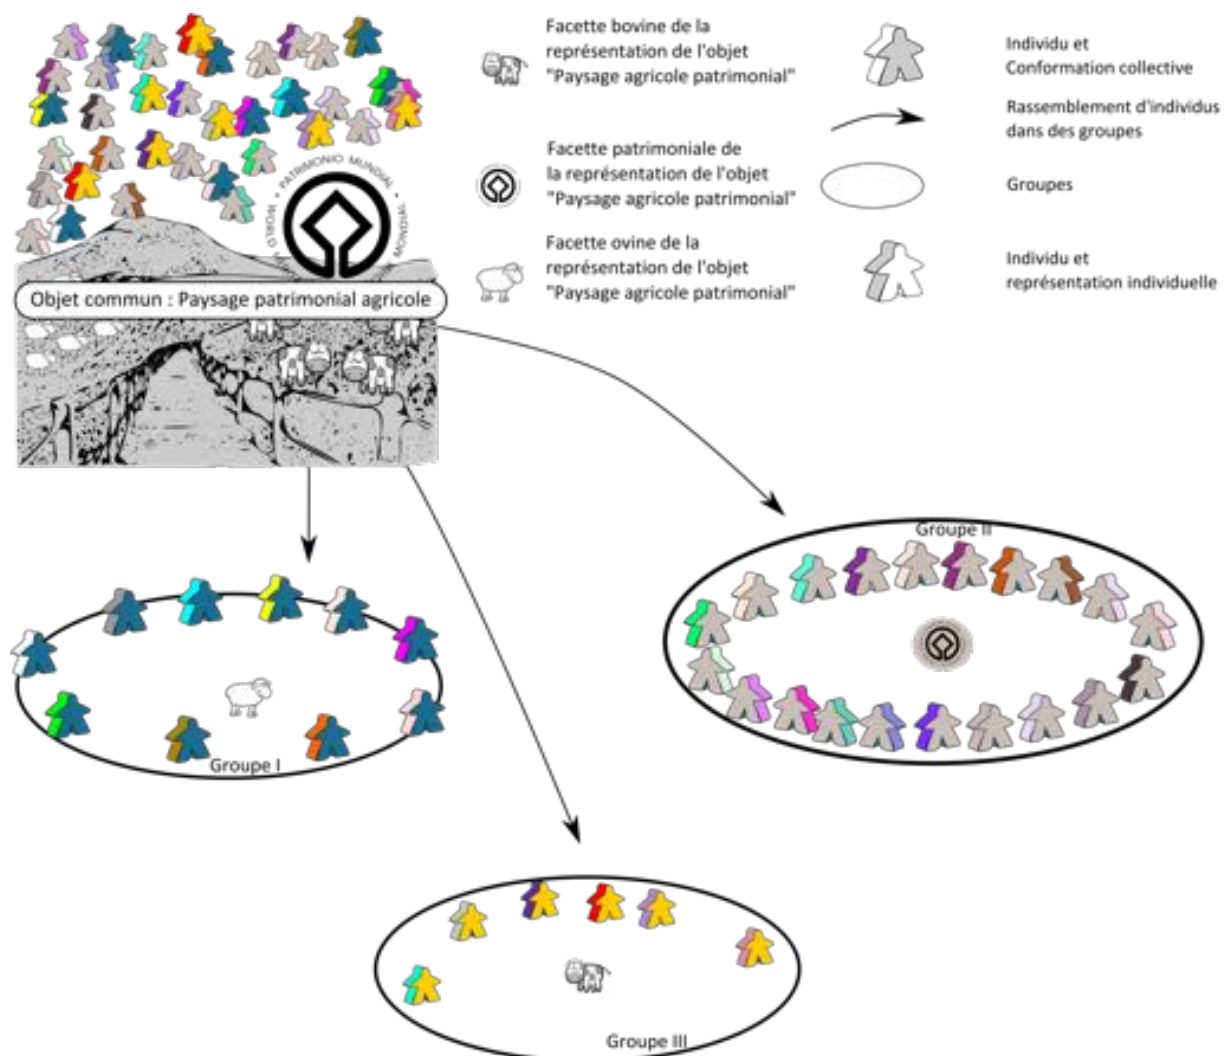 Facette bovine de la
représentation de l'objet
"Paysage agricole patrimonial"
Individu et
Conformation collective
Rassemblement d'individus
dans des groupes
Facette patrimoniale de
la représentation de l'objet
"Paysage agricole patrimonial"
Groupes
Facette ovine de la
représentation de l'objet
"Paysage agricole patrimonial"
Individu et
représentation individuelle
PATRIMONIO MUNDIAL
WORLD
Objet commun : Paysage patrimonial agricole
Groupe II
Groupe I
Groupe III